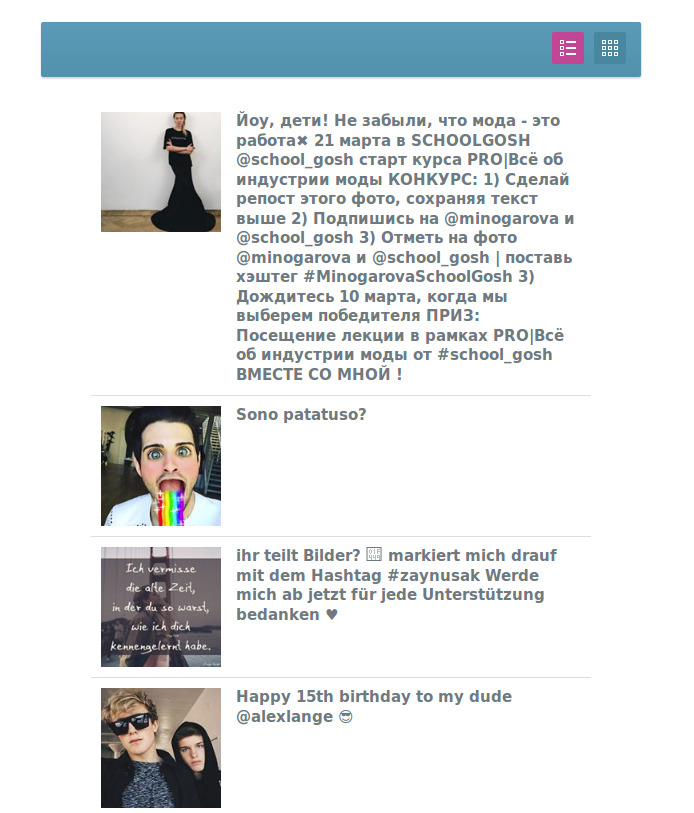 Йоу, дети! Не забыли, что мода - это
работа✖ 21 марта в SCHOOLGOSH
@school_gosh старт курса PRO|Всё об
индустрии моды КОНКУРС: 1) Сделай
репост этого фото, сохраняя текст
выше 2) Подпишись на @minogarova и
@school_gosh 3) Отметь на фото
@minogarova и @school_gosh | поставь
хэштег #MinogarovaSchoolGosh 3)
Дождитесь 10 марта, когда мы
выберем победителя ПРИЗ:
Посещение лекции в рамках PRO|Всё
об индустрии моды от #school_gosh
ВМЕСТЕ СО МНОЙ !
Sono patatuso?
Ich vermisse
die alte Zeit,
in der du so warst,
wie ich dich
kennengelernt habe.
ihr teilt Bilder? markiert mich drauf
mit dem Hashtag #zaynusak Werde
mich ab jetzt für jede Unterstützung
bedanken ♥
Happy 15th birthday to my dude
@alexlange 😎